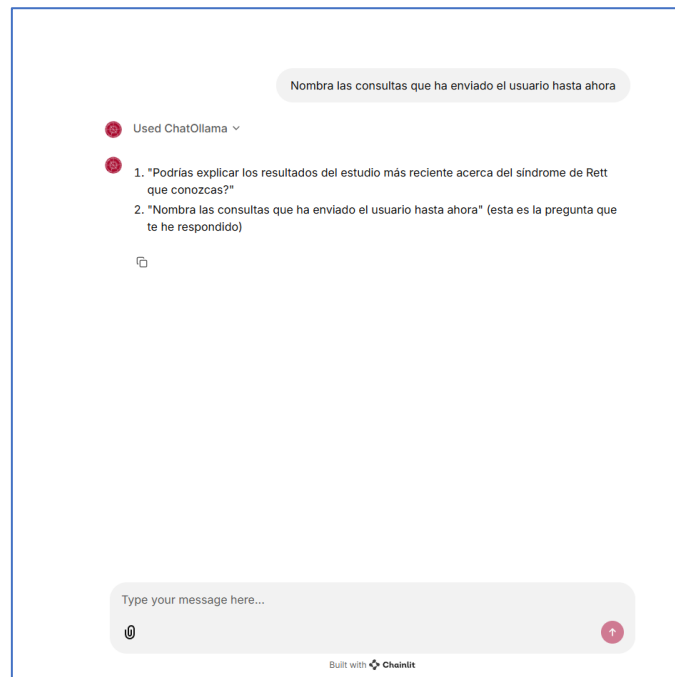 Nombra las consultas que ha enviado el usuario hasta ahora
Used ChatOllama
1. "Podrías explicar los resultados del estudio más reciente acerca del síndrome de Rett
que conozcas?"
2. "Nombra las consultas que ha enviado el usuario hasta ahora" (esta es la pregunta que
te he respondido)
Type your message here...
Built with Chainlit